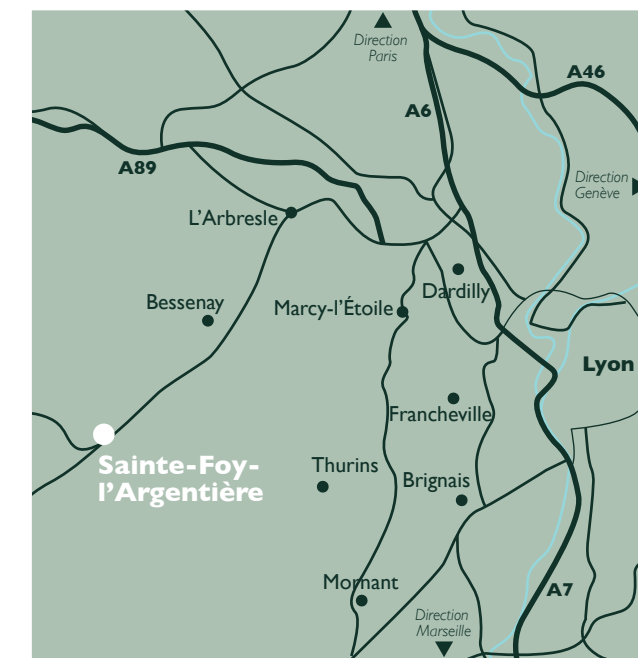 Direction
Paris
A46
A6
A89
Direction
Genève
L'Arbresle
Dardilly
Bessenay
Marcy-l'Étoile
Lyon
Francheville
Sainte-Foy-
l'Argentière
Thurins
Brignais
Mornant
A7
Direction
Marseille